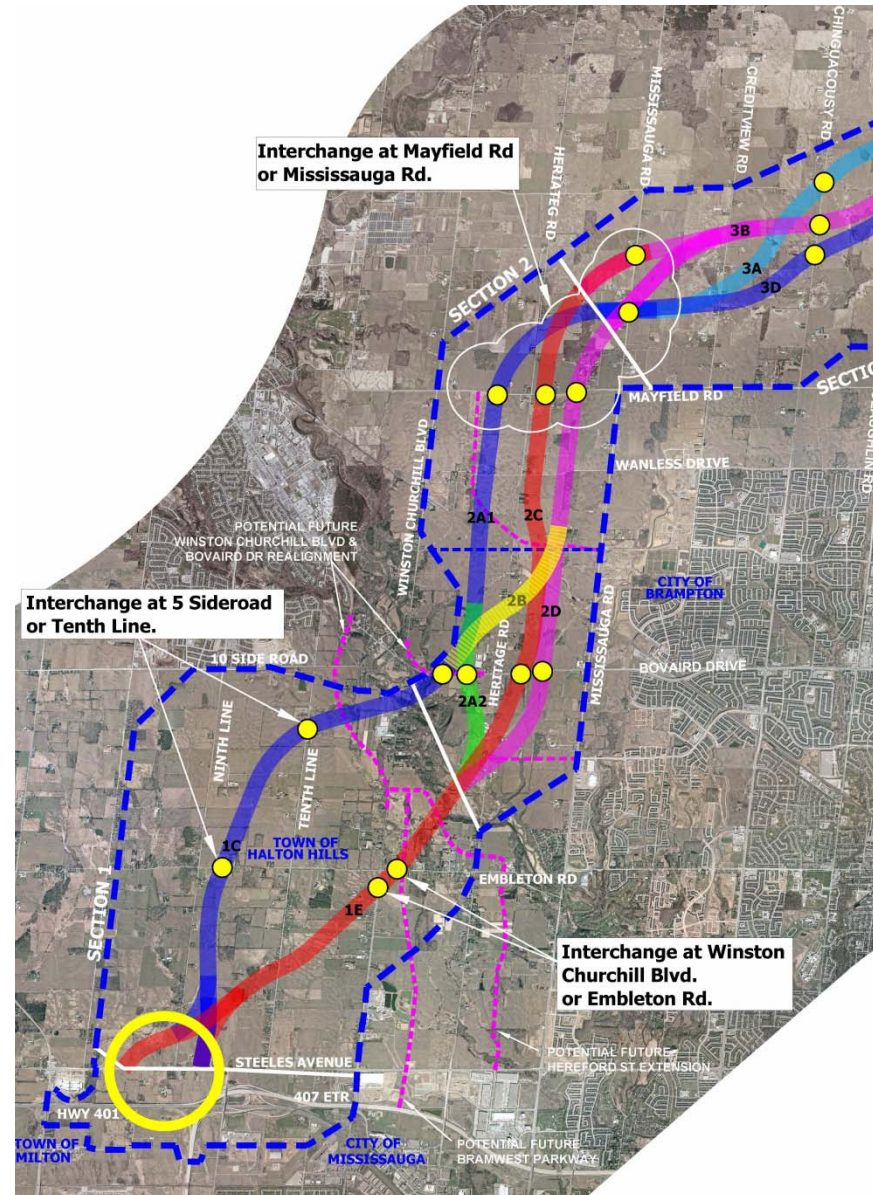 CHINGUACOUSY RD
CREDITVIEW RD
MISSISSAUGA RD
HERIATEG RD
Interchange at Mayfield Rd
or Mississauga Rd.
3B
3A
3D
SECTION 2
MAYFIELD RD
SECTION
WINSTON CHURCHILL BLVD
WANLESS DRIVE
2A1
2C
POTENTIAL FUTURE
WINSTON CHURCHILL BLVD &
BOVAIRD DR REALIGNMENT
CITY OF
BRAMPTON
2B
2D
Interchange at 5 Sideroad
or Tenth Line.
HERITAGE RD
MISSISSAUGA RD
10 SIDE ROAD
BOVAIRD DRIVE
2A2
NINTH LINE
TENTH LINE
1C
TOWN OF
HALTON HILLS
EMBLETON RD
1E
SECTION 1
Interchange at Winston
Churchill Blvd.
or Embleton Rd.
STEELES AVENUE
POTENTIAL FUTURE
HEREFORD ST EXTENSION
407 ETR
HWY 401
TOWN OF
MILTON
CITY OF
MISSISSAUGA
POTENTIAL FUTURE
BRAMWEST PARKWAY